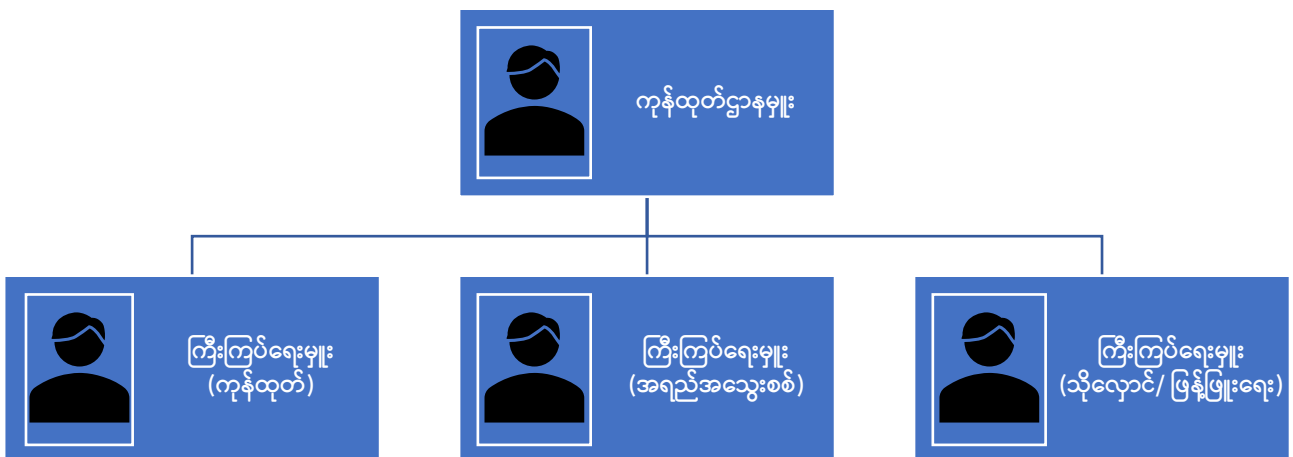 ကုန်ထုတ်ဌာနမှူး
ကြီးကြပ်ရေးမှူး
(ကုန်ထုတ်)
ကြီးကြပ်ရေးမှူး
(အရည်အသွေးစစ်)
ကြီးကြပ်ရေးမှူး
(သိုလှောင်/ ဖြန့်ဖြူးရေး)